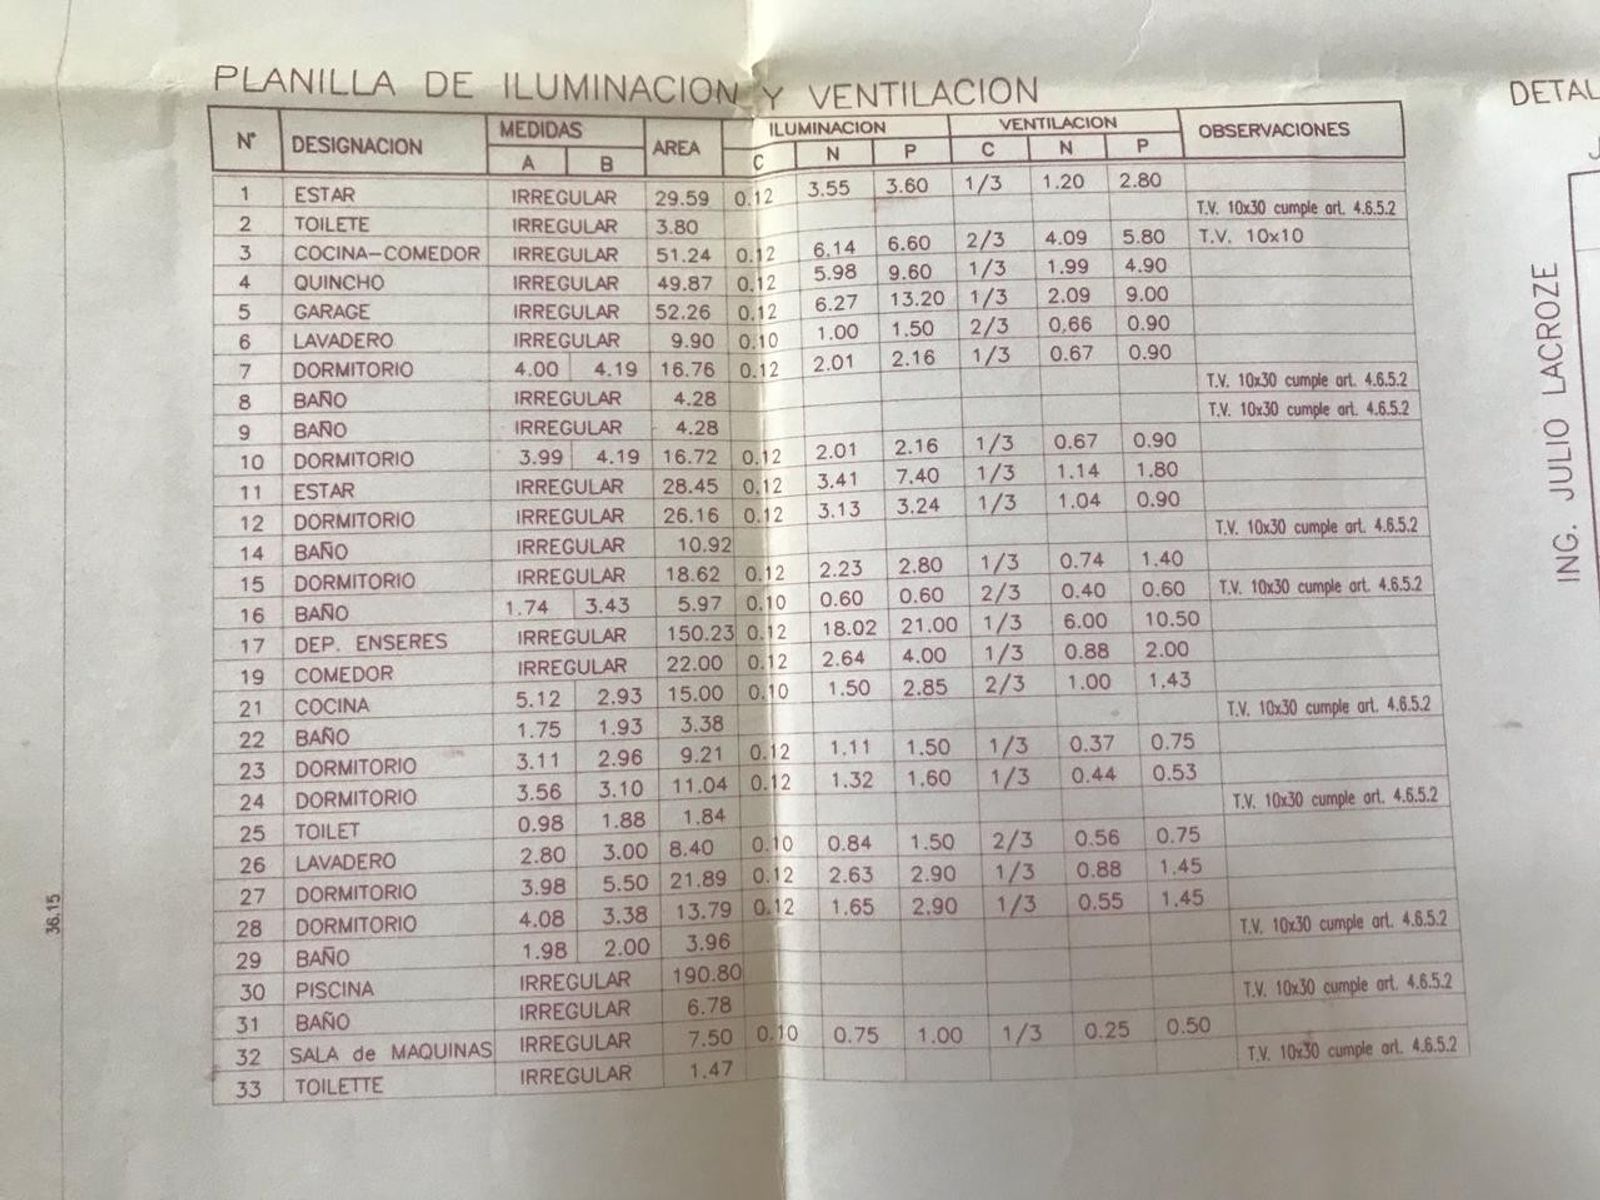 PLANILLA DE ILUMINACION Y VENTILACION
DETAL
N° DESIGNACION MEDIDAS AREA ILUMINACION VENTILACION OBSERVACIONES
A B C N P C N P
1 ESTAR IRREGULAR 29.59 0.12 3.55 3.60 1/3 1.20 2.80
2 TOILETE IRREGULAR 3.80 T.V. 10x30 cumple art. 4.6.5.2
3 COCINA-COMEDOR IRREGULAR 51.24 0.12 6.14 6.60 2/3 4.09 5.80 T.V. 10x10
4 QUINCHO IRREGULAR 49.87 0.12 5.98 9.60 1/3 1.99 4.90
5 GARAGE IRREGULAR 52.26 0.12 6.27 13.20 1/3 2.09 9.00
6 LAVADERO IRREGULAR 9.90 0.10 1.00 1.50 2/3 0,66 0.90
7 DORMITORIO 4.00 4.19 16.76 0.12 2.01 2.16 1/3 0.67 0.90
8 BAÑO IRREGULAR 4.28 T.V. 10x30 cumple art. 4.6.5.2
9 BAÑO IRREGULAR 4.28 T.V. 10x30 cumple art. 4.6.5.2
10 DORMITORIO 3.99 4.19 16.72 0.12 2.01 2.16 1/3 0.67 0.90
11 ESTAR IRREGULAR 28.45 0.12 3.41 7.40 1/3 1.14 1.80
12 DORMITORIO IRREGULAR 26.16 0.12 3.13 3.24 1/3 1.04 0.90
14 BAÑO IRREGULAR 10.92 T.V. 10x30 cumple art. 4.6.5.2
15 DORMITORIO IRREGULAR 18.62 0.12 2.23 2.80 1/3 0.74 1.40
16 BAÑO 1.74 3.43 5.97 0.10 0.60 0.60 2/3 0.40 0.60 T.V. 10x30 cumple art. 4.6.5.2
17 DEP. ENSERES IRREGULAR 150.23 0.12 18.02 21.00 1/3 6.00 10.50
19 COMEDOR IRREGULAR 22.00 0.12 2.64 4.00 1/3 0.88 2.00
21 COCINA 5.12 2.93 15.00 0.10 1.50 2.85 2/3 1.00 1,43
22 BAÑO 1.75 1.93 3.38 T.V. 10x30 cumple art. 4.6.5.2
23 DORMITORIO 3.11 2.96 9.21 0.12 1.11 1.50 1/3 0.37 0.75
24 DORMITORIO 3.56 3.10 11.04 0.12 1.32 1.60 1/3 0.44 0.53
25 TOILET 0.98 1.88 1.84 T.V. 10x30 cumple art. 4.6.5.2
26 LAVADERO 2.80 3.00 8.40 0.10 0.84 1.50 2/3 0.56 0.75
27 DORMITORIO 3.98 5.50 21.89 0.12 2.63 2.90 1/3 0.88 1.45
28 DORMITORIO 4.08 3.38 13.79 0.12 1.65 2.90 1/3 0.55 1.45
29 BAÑO 1.98 2.00 3.96 T.V. 10x30 cumple art. 4.6.5.2
30 PISCINA IRREGULAR 190.80
31 BAÑO IRREGULAR 6.78 T.V. 10x30 cumple art. 4.6.5.2
32 SALA de MAQUINAS IRREGULAR 7.50 0.10 0.75 1.00 1/3 0.25 0.50
33 TOILETTE IRREGULAR 1.47 T.V. 10x30 cumple art. 4.6.5.2
36.15
ING. JULIO LACROZE